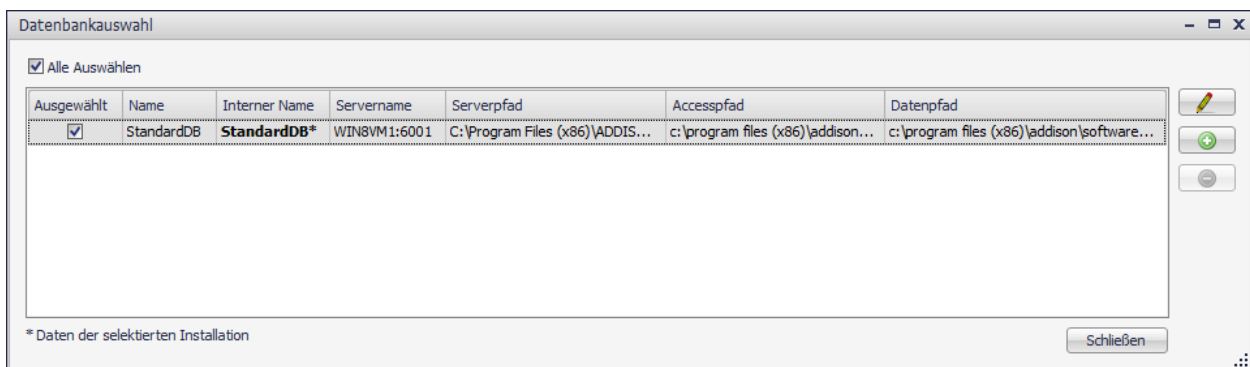 Datenbankauswahl
Alle Auswählen
Ausgewählt Name Interner Name Servername Serverpfad Accesspfad Datenpfad
StandardDB StandardDB* WIN8VM1:6001 C:\Program Files (x86)\ADDIS... c:\program files (x86)\addison... c:\program files (x86)\addison\software...
* Daten der selektierten Installation
Schließen